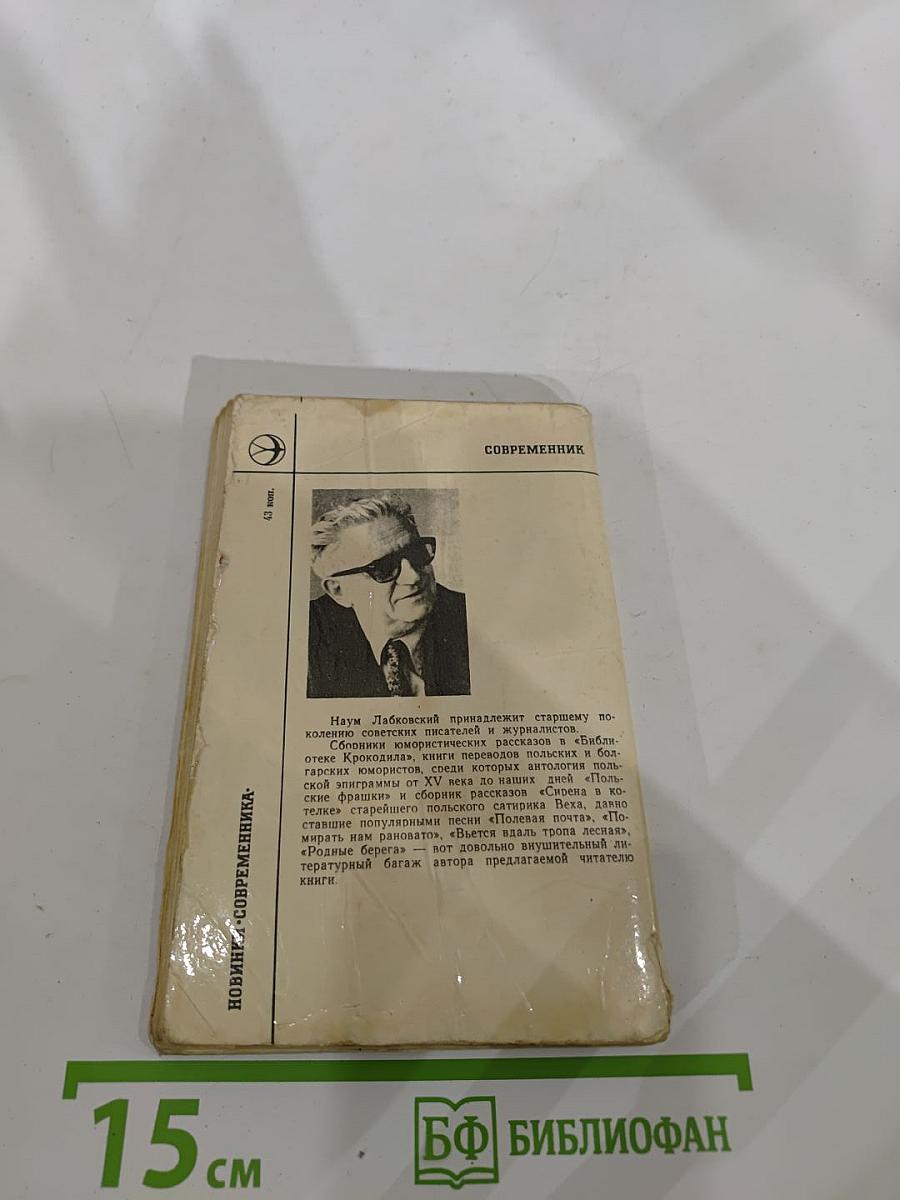 СОВРЕМЕННИК
43 коп.
Наум Лабковский принадлежит старшему по-
колению советских писателей и журналистов.
Сборники юмористических рассказов в «Библи-
отеке Крокодила», книги переводов польских и бол-
гарских юмористов, среди которых антология поль-
ской эпиграммы от XV века до наших дней «Поль-
ские фрашки» и сборник рассказов «Сирена в ко-
телке» старейшего польского сатирика Веха, давно
ставшие популярными песни «Полевая почта», «По-
мирать нам рановато», «Вьется вдаль тропа лесная»,
«Родные берега» — вот довольно внушительный ли-
тературный багаж автора предлагаемой читателю
книги.
НОВИНКИ·СОВРЕМЕННИКА·
15 см
БФ БИБЛИОФАН